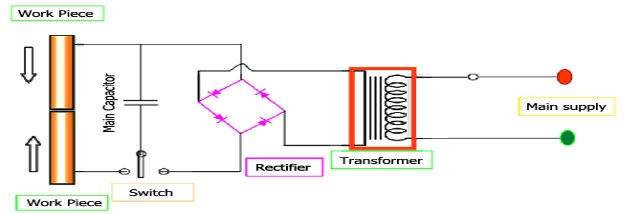 Work Piece
Main Capacitor
Main supply
Transformer
Rectifier
Switch
Work Piece